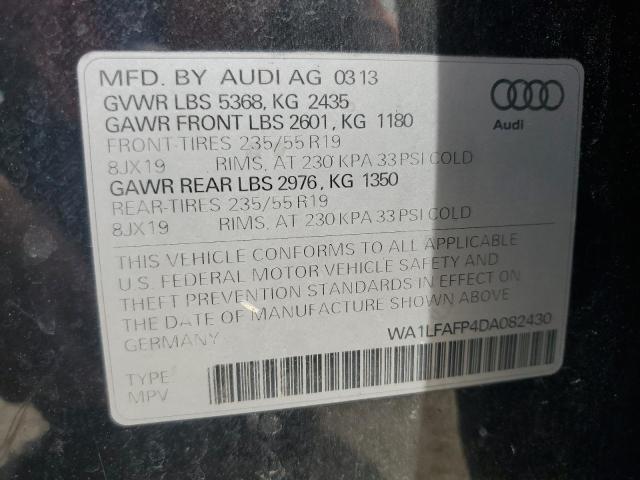 MFD. BY AUDI AG 03 13
GVWR LBS 5368, KG 2435
GAWR FRONT LBS 2601, KG 1180
FRONT-TIRES 235/55 R19
8JX19 RIMS, AT 230 KPA 33 PSI COLD
GAWR REAR LBS 2976, KG 1350
REAR-TIRES 235/55 R19
8JX19 RIMS, AT 230 KPA 33 PSI COLD
Audi
THIS VEHICLE CONFORMS TO ALL APPLICABLE
U.S. FEDERAL MOTOR VEHICLE SAFETY AND
THEFT PREVENTION STANDARDS IN EFFECT ON
THE DATE OF MANUFACTURE SHOWN ABOVE
GERMANY
WA1LFAFP4DA082430
TYPE
MPV